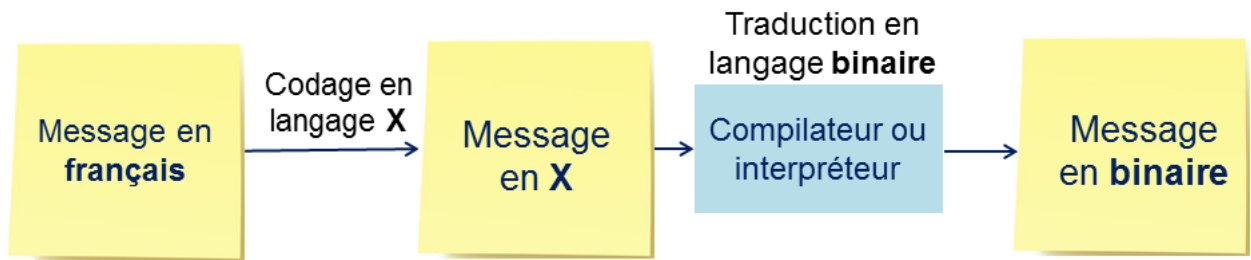 Message en
français
Codage en
langage X
Message
en X
Traduction en
langage binaire
Compilateur ou
interpréteur
Message
en binaire